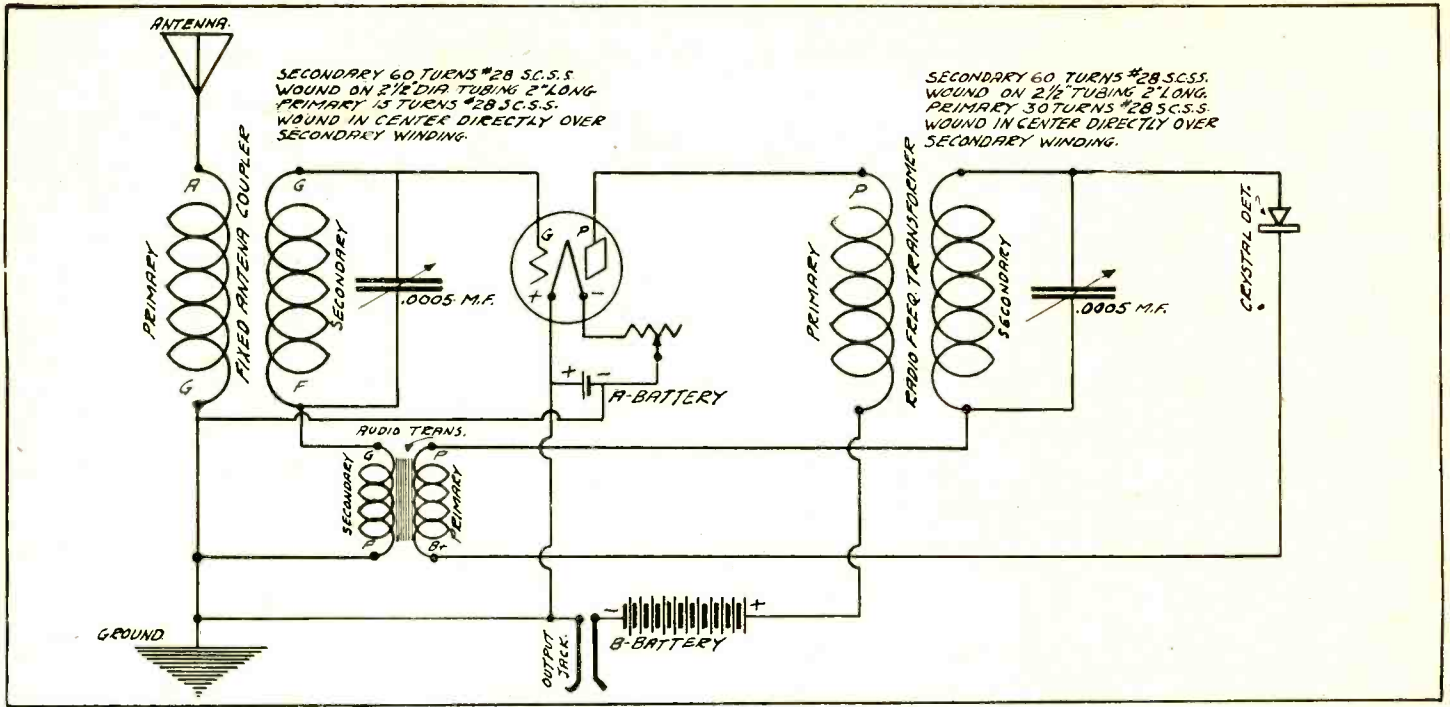 ANTENNA.
SECONDARY 60 TURNS #28 S.C.S.S.
WOUND ON 2 1/2" DIA TUBING 2" LONG
PRIMARY 15 TURNS #28 S.C.S.S.
WOUND IN CENTER DIRECTLY OVER
SECONDARY WINDING.
SECONDARY 60 TURNS #28 S.C.S.S.
WOUND ON 2 1/2" TUBING 2" LONG.
PRIMARY 30 TURNS #28 S.C.S.S.
WOUND IN CENTER DIRECTLY OVER
SECONDARY WINDING.
A
PRIMARY
G
FIXED ANTENA COUPLER
G
SECONDARY
F
.0005 M.F.
G P
+ -
+ -
A-BATTERY
P
PRIMARY
RADIO FREQ. TRANSFORMER
SECONDARY
.0005 M.F.
CRYSTAL DET.
AUDIO TRANS.
G P
SECONDARY
PRIMARY
P B+
GROUND.
OUTPUT
JACK.
- +
B-BATTERY